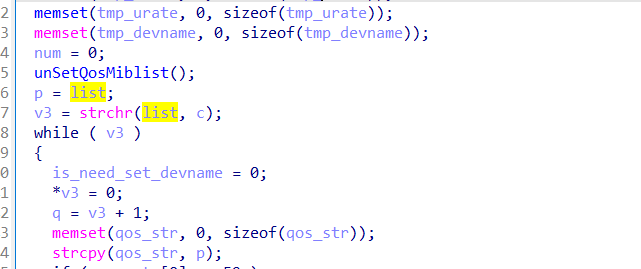 2 memset(tmp_urate, 0, sizeof(tmp_urate));
3 memset(tmp_devname, 0, sizeof(tmp_devname));
4 num = 0;
5 unSetQosMiblist();
6 p = list;
7 v3 = strchr(list, c);
8 while ( v3 )
9 {
0 is_need_set_devname = 0;
1 *v3 = 0;
2 q = v3 + 1;
3 memset(qos_str, 0, sizeof(qos_str));
4 strcpy(qos_str, p);